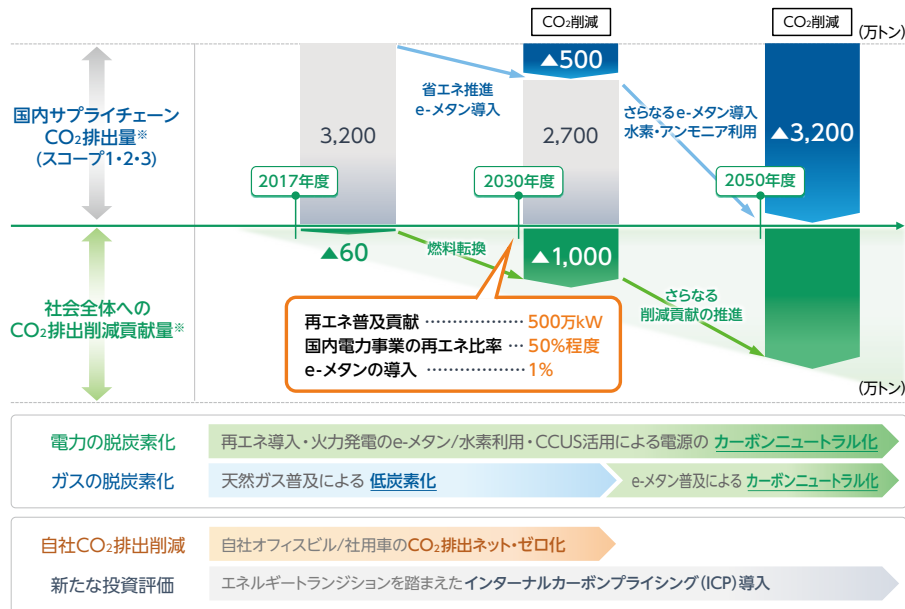 CO₂削減
CO₂削減
(万トン)
▲500
国内サプライチェーン
CO₂排出量※
(スコープ1・2・3)
3,200
省エネ推進
e-メタン導入
2,700
さらなるe-メタン導入
水素・アンモニア利用
▲3,200
2017年度
2030年度
2050年度
▲60
燃料転換
▲1,000
社会全体への
CO₂排出削減貢献量※
さらなる
削減貢献の推進
再エネ普及貢献 ……………… 500万kW
国内電力事業の再エネ比率 … 50%程度
e-メタンの導入 ……………… 1%
(万トン)
電力の脱炭素化 再エネ導入・火力発電のe-メタン/水素利用・CCUS活用による電源の カーボンニュートラル化
ガスの脱炭素化 天然ガス普及による 低炭素化 e-メタン普及による カーボンニュートラル化
自社CO₂排出削減 自社オフィスビル/社用車のCO₂排出ネット・ゼロ化
新たな投資評価 エネルギートランジションを踏まえたインターナルカーボンプライシング(ICP)導入